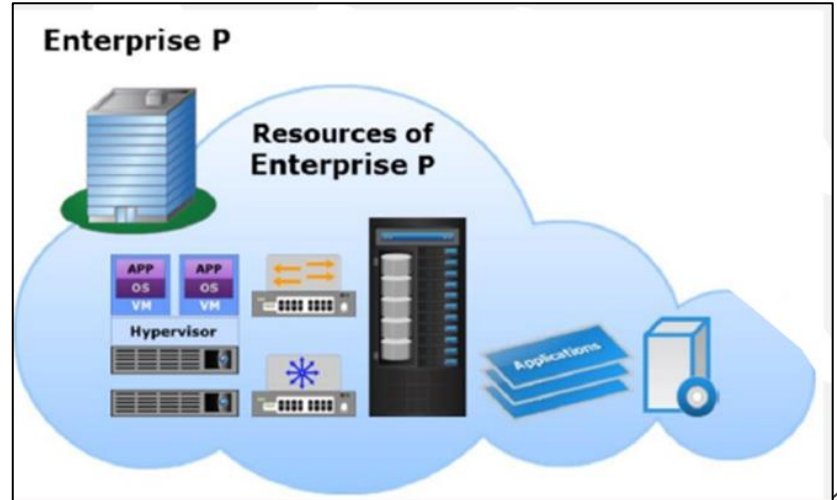 Enterprise P
Resources of
Enterprise P
APP APP
OS OS
VM VM
Hypervisor
Applications